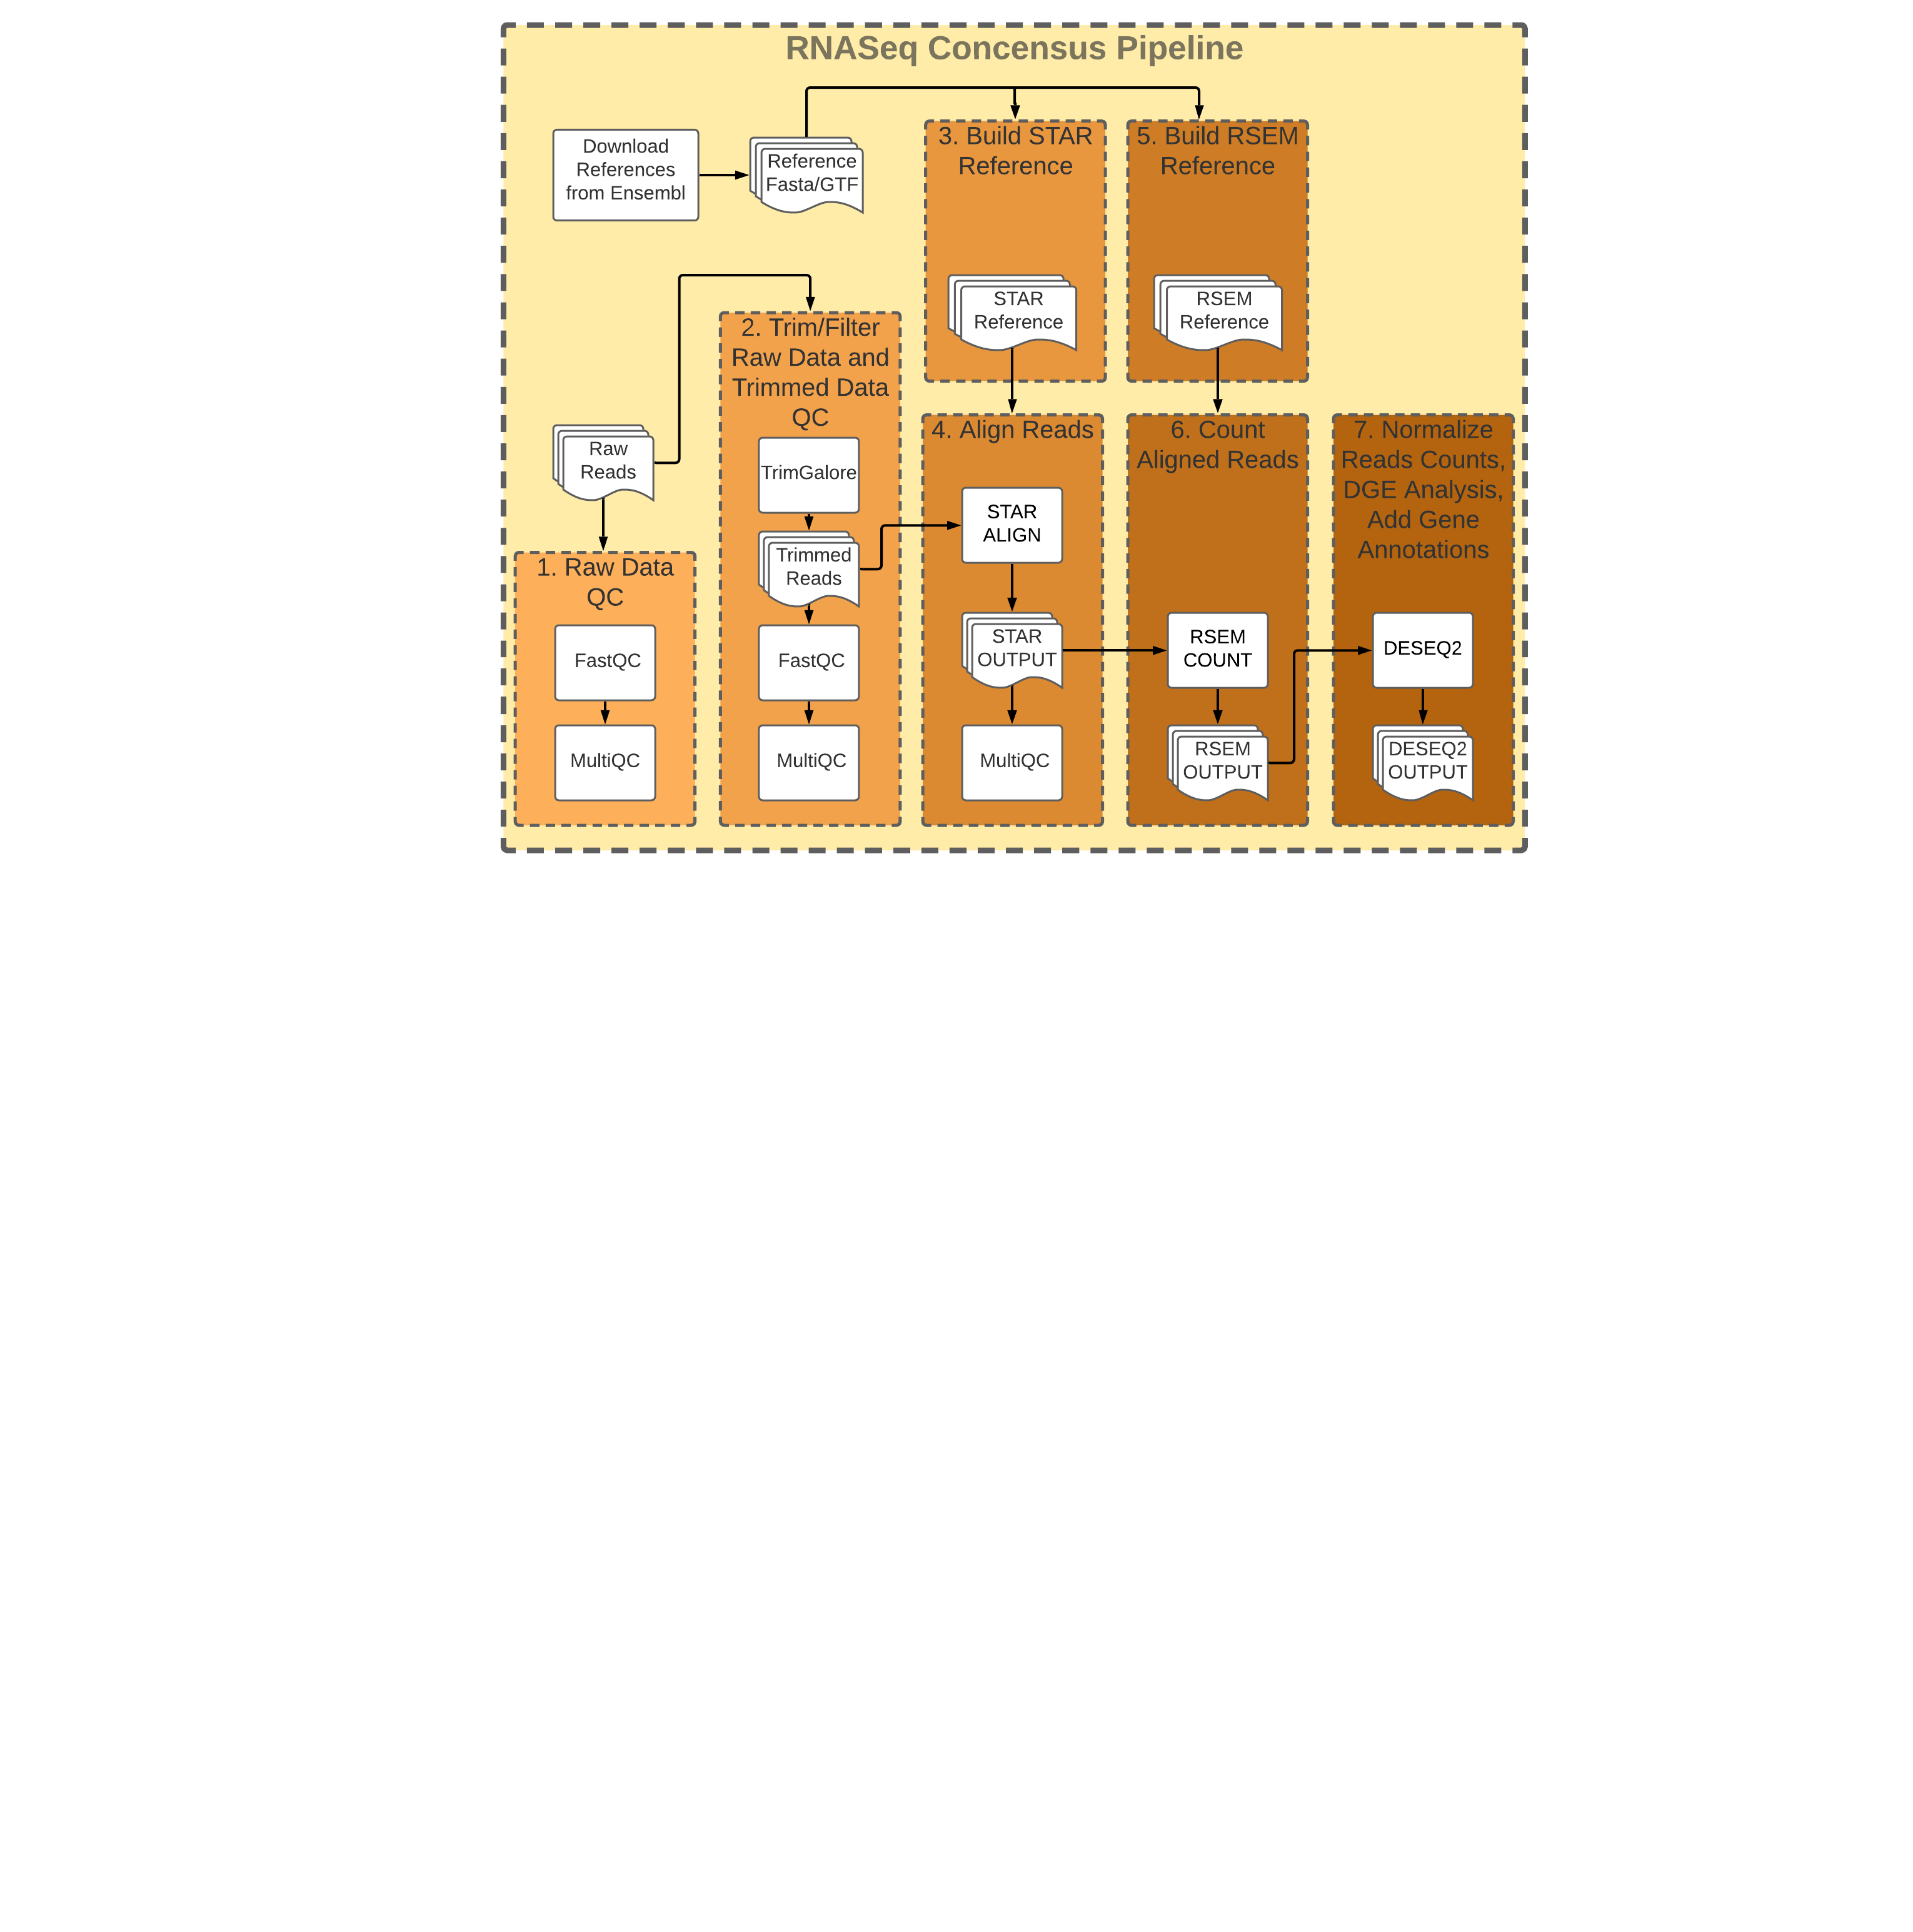 RNASeq Concensus Pipeline
Download
References
from Ensembl
Reference
Fasta/GTF
3. Build STAR
Reference
STAR
Reference
5. Build RSEM
Reference
RSEM
Reference
Raw
Reads
1. Raw Data
QC
FastQC
MultiQC
2. Trim/Filter
Raw Data and
Trimmed Data
QC
TrimGalore
Trimmed
Reads
FastQC
MultiQC
4. Align Reads
STAR
ALIGN
STAR
OUTPUT
MultiQC
6. Count
Aligned Reads
RSEM
COUNT
RSEM
OUTPUT
7. Normalize
Reads Counts,
DGE Analysis,
Add Gene
Annotations
DESEQ2
DESEQ2
OUTPUT